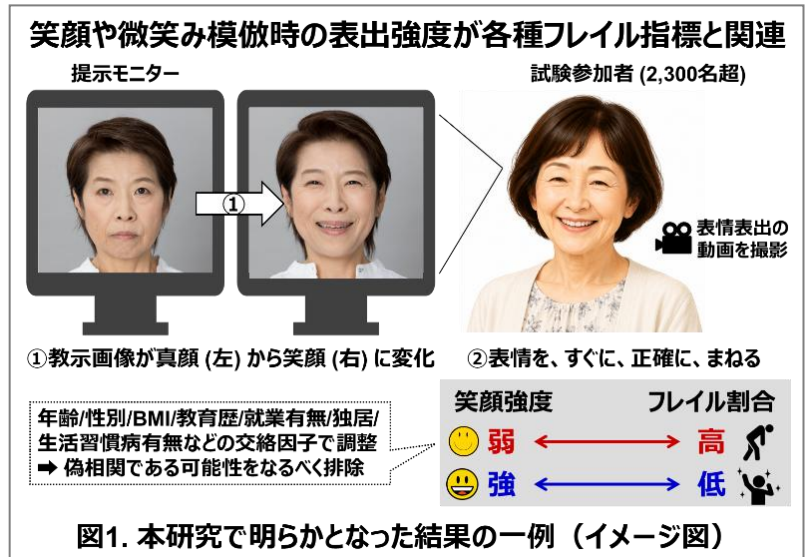 笑顔や微笑み模倣時の表出強度が各種フレイル指標と関連
提示モニター
試験参加者 (2,300名超)
①
表情表出の
動画を撮影
①教示画像が真顔 (左) から笑顔 (右) に変化
②表情を、すぐに、正確に、まねる
年齢/性別/BMI/教育歴/就業有無/独居/
生活習慣病有無などの交絡因子で調整
➡ 偽相関である可能性をなるべく排除
笑顔強度 フレイル割合
弱 高
強 低
図1. 本研究で明らかとなった結果の一例（イメージ図）